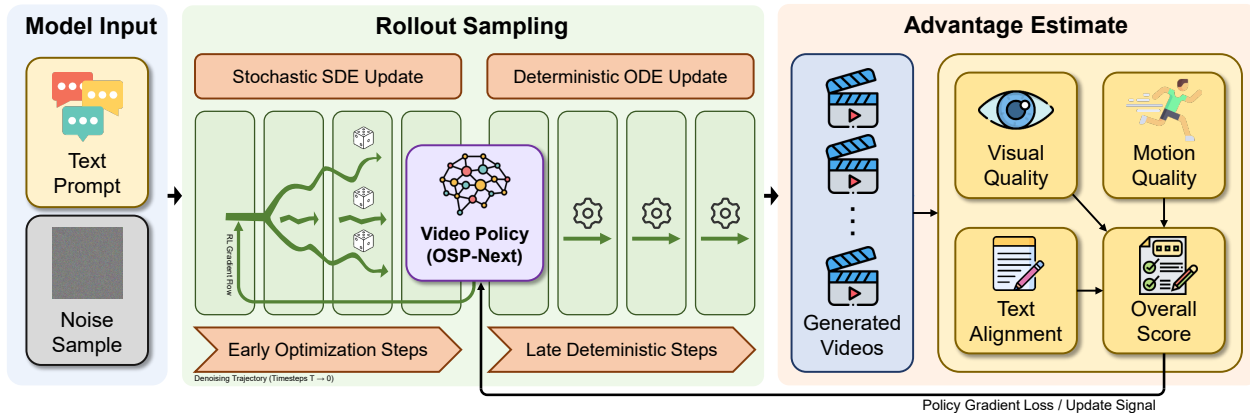 Model Input
Text
Prompt
Noise
Sample
Rollout Sampling
Stochastic SDE Update
Deterministic ODE Update
RL Gradient Flow
Video Policy
(OSP-Next)
Early Optimization Steps
Late Deteministic Steps
Denoising Trajectory (Timesteps T → 0)
Advantage Estimate
Generated
Videos
Visual
Quality
Motion
Quality
Text
Alignment
Overall
Score
Policy Gradient Loss / Update Signal